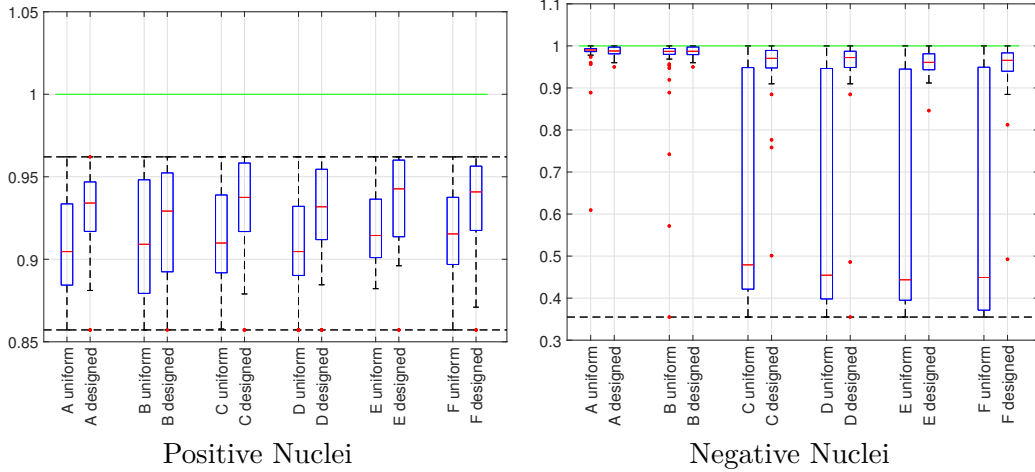 1.05
1
0.95
0.9
0.85
A uniform
A designed
B uniform
B designed
C uniform
C designed
D uniform
D designed
E uniform
E designed
F uniform
F designed
Positive Nuclei
1.1
1
0.9
0.8
0.7
0.6
0.5
0.4
0.3
A uniform
A designed
B uniform
B designed
C uniform
C designed
D uniform
D designed
E uniform
E designed
F uniform
F designed
Negative Nuclei